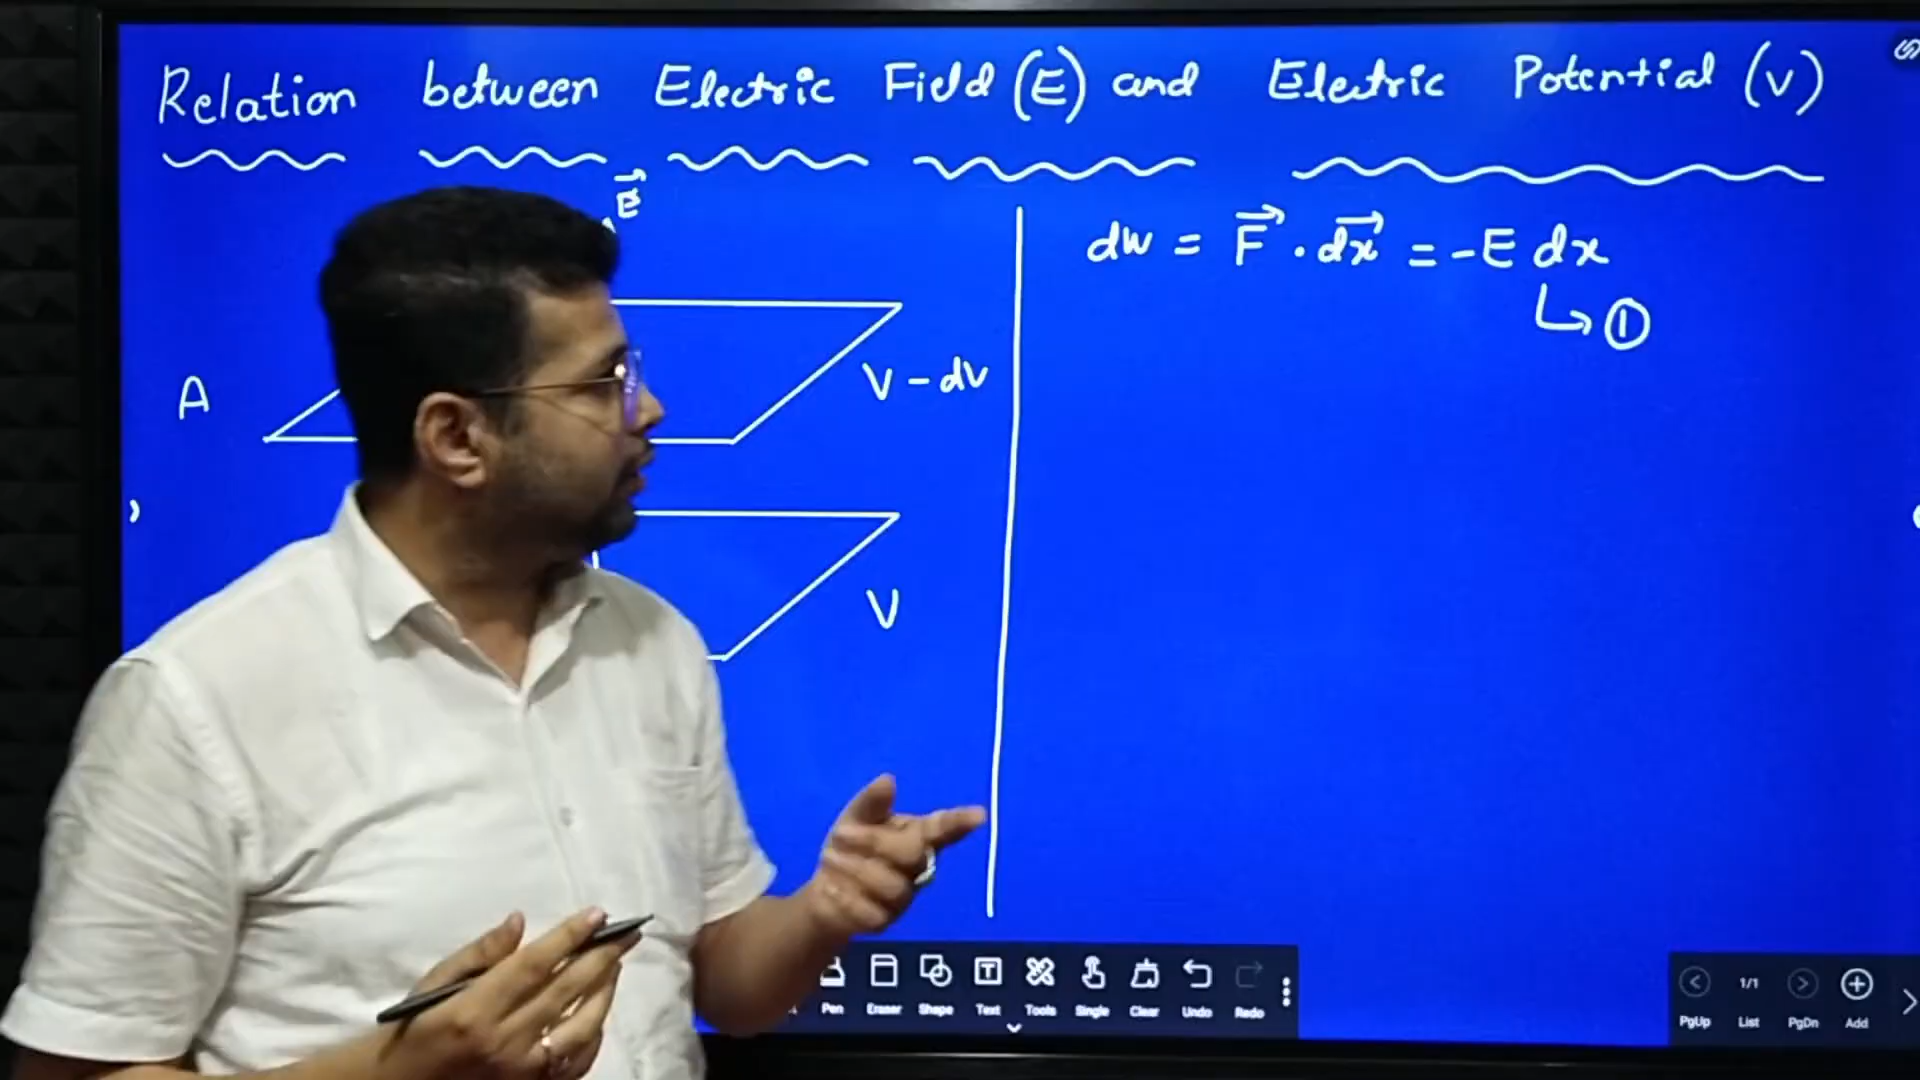 Relation between Electric Field (E) and Electric Potential (V)
E
A
V - dV
V
dw = F . dx = -E dx
①
Pen Eraser Shape Text Tools Single Clear Undo Redo
1/1
PgUp List PgDn Add